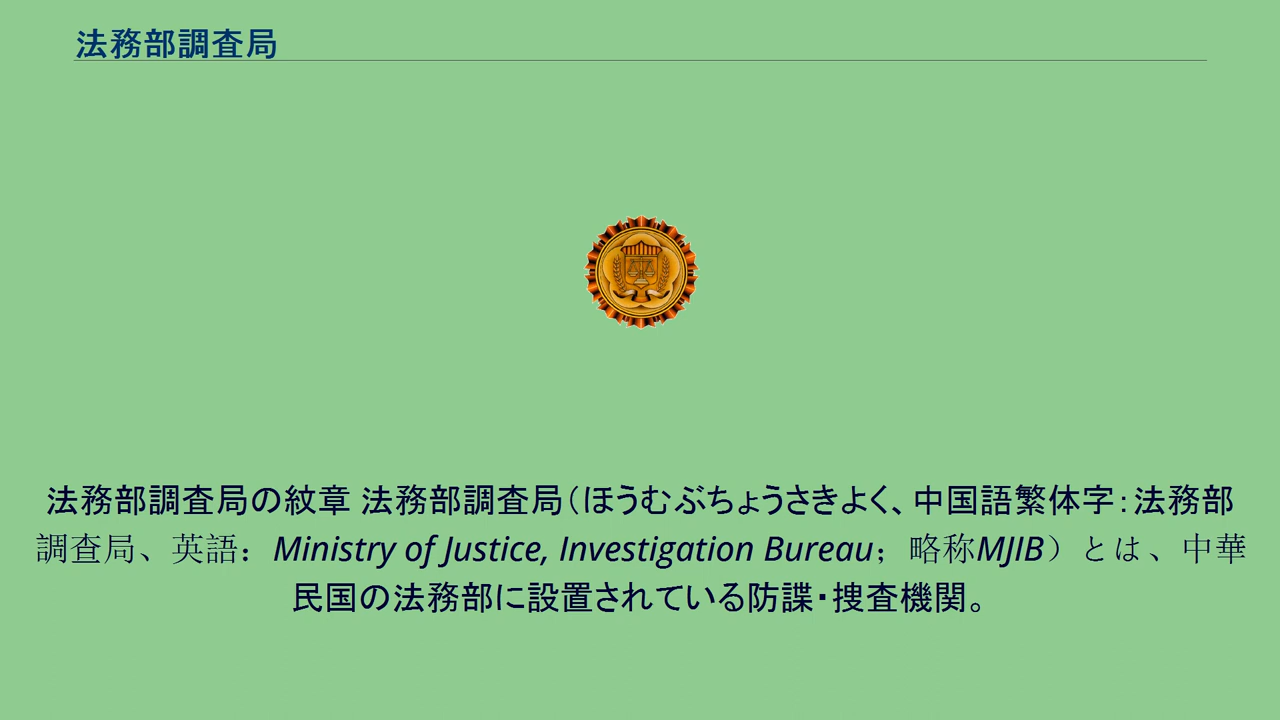 法務部調査局
法務部調査局の紋章 法務部調査局（ほうむぶちょうさきよく、中国語繁体字：法務部
調査局、英語：Ministry of Justice, Investigation Bureau；略称MJIB）とは、中華
民国の法務部に設置されている防諜・捜査機関。